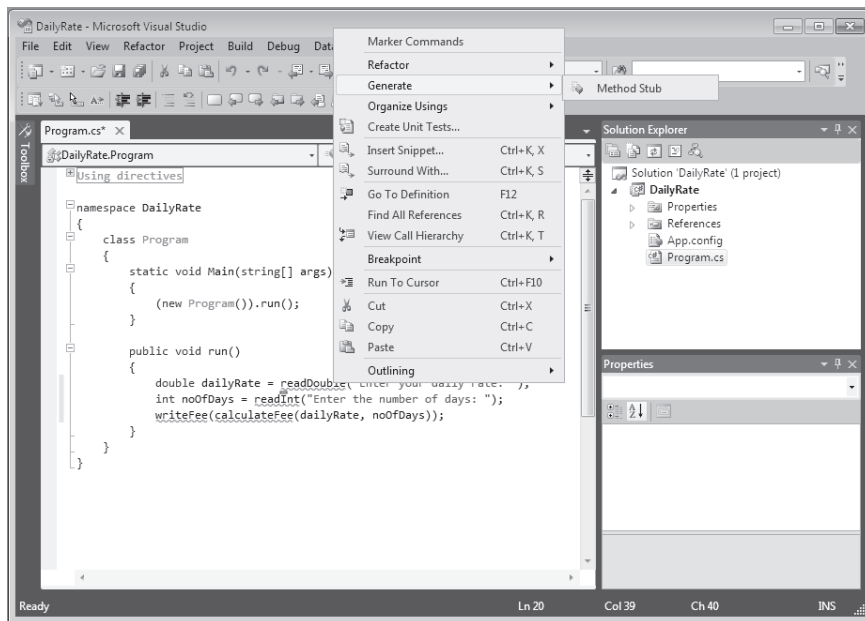 DailyRate - Microsoft Visual Studio
File Edit View Refactor Project Build Debug Dat
Marker Commands
Refactor
Generate
Method Stub
Organize Usings
Create Unit Tests...
Insert Snippet... Ctrl+K, X
Surround With... Ctrl+K, S
Go To Definition F12
Find All References Ctrl+K, R
View Call Hierarchy Ctrl+K, T
Breakpoint
Run To Cursor Ctrl+F10
Cut Ctrl+X
Copy Ctrl+C
Paste Ctrl+V
Outlining
Toolbox
Program.cs*
DailyRate.Program
Using directives
namespace DailyRate
{
class Program
{
static void Main(string[] args)
{
(new Program()).run();
}
public void run()
{
double dailyRate = readDouble("Enter your daily rate: ");
int noOfDays = readInt("Enter the number of days: ");
writeFee(calculateFee(dailyRate, noOfDays));
}
}
}
Solution Explorer
Solution 'DailyRate' (1 project)
DailyRate
Properties
References
App.config
Program.cs
Properties
Ready Ln 20 Col 39 Ch 40 INS